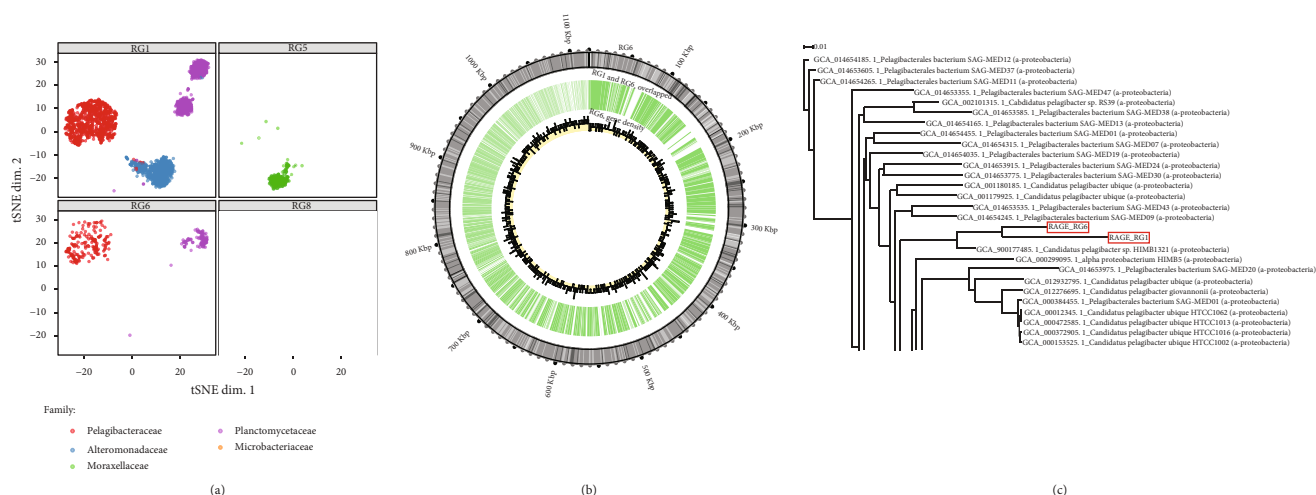 RG1
RG5
30
20
10
0
−10
−20
RG6
RG8
30
20
10
0
−10
−20
−20
0
20
−20
0
20
tSNE dim. 2
tSNE dim. 1
Family:
Pelagibacteraceae
Alteromonadaceae
Moraxellaceae
Planctomycetaceae
Microbacteriaceae
(a)
RG6
100 Kbp
200 Kbp
300 Kbp
400 Kbp
500 Kbp
600 Kbp
700 Kbp
800 Kbp
900 Kbp
1000 Kbp
1100 Kbp
RG1 and RG6, overlapped
RG6, gene density
(b)
0.01
GCA_014654185. 1_Pelagibacterales bacterium SAG-MED12 (a-proteobacteria)
GCA_014653605. 1_Pelagibacterales bacterium SAG-MED37 (a-proteobacteria)
GCA_014654265. 1_Pelagibacterales bacterium SAG-MED11 (a-proteobacteria)
GCA_014653355. 1_Pelagibacterales bacterium SAG-MED47 (a-proteobacteria)
GCA_002101315. 1_Cabdidatus pelagibacter sp. RS39 (a-proteobacteria)
GCA_014653585. 1_Pelagibacterales bacterium SAG-MED38 (a-proteobacteria)
GCA_014654165. 1_Pelagibacterales bacterium SAG-MED13 (a-proteobacteria)
GCA_014654455. 1_Pelagibacterales bacterium SAG-MED01 (a-proteobacteria)
GCA_014654315. 1_Pelagibacterales bacterium SAG-MED07 (a-proteobacteria)
GCA_014654035. 1_Pelagibacterales bacterium SAG-MED19 (a-proteobacteria)
GCA_014653915. 1_Pelagibacterales bacterium SAG-MED24 (a-proteobacteria)
GCA_014653775. 1_Pelagibacterales bacterium SAG-MED30 (a-proteobacteria)
GCA_001180185. 1_Candidatus pelagibacter ubique (a-proteobacteria)
GCA_001179925. 1_Candidatus pelagibacter ubique (a-proteobacteria)
GCA_014653535. 1_Pelagibacterales bacterium SAG-MED43 (a-proteobacteria)
GCA_014654245. 1_Pelagibacterales bacterium SAG-MED09 (a-proteobacteria)
RAGE_RG6
RAGE_RG1
GCA_900177485. 1_Candidatus pelagibacter sp. HIMB1321 (a-proteobacteria)
GCA_000299095. 1_alpha proteobacterium HIMB5 (a-proteobacteria)
GCA_014653975. 1_Pelagibacterales bacterium SAG-MED20 (a-proteobacteria)
GCA_012932795. 1_Candidatus pelagibacter ubique (a-proteobacteria)
GCA_012276695. 1_Candidatus pelagibacter giovannonii (a-proteobacteria)
GCA_000384455. 1_Pelagibacterales bacterium SAG-MED01 (a-proteobacteria)
GCA_00012345. 1_Candidatus pelagibacter ubique HTCC1062 (a-proteobacteria)
GCA_000472585. 1_Candidatus pelagibacter ubique HTCC1013 (a-proteobacteria)
GCA_000372905. 1_Candidatus pelagibacter ubique HTCC1016 (a-proteobacteria)
GCA_000153525. 1_Candidatus pelagibacter ubique HTCC1002 (a-proteobacteria)
(c)